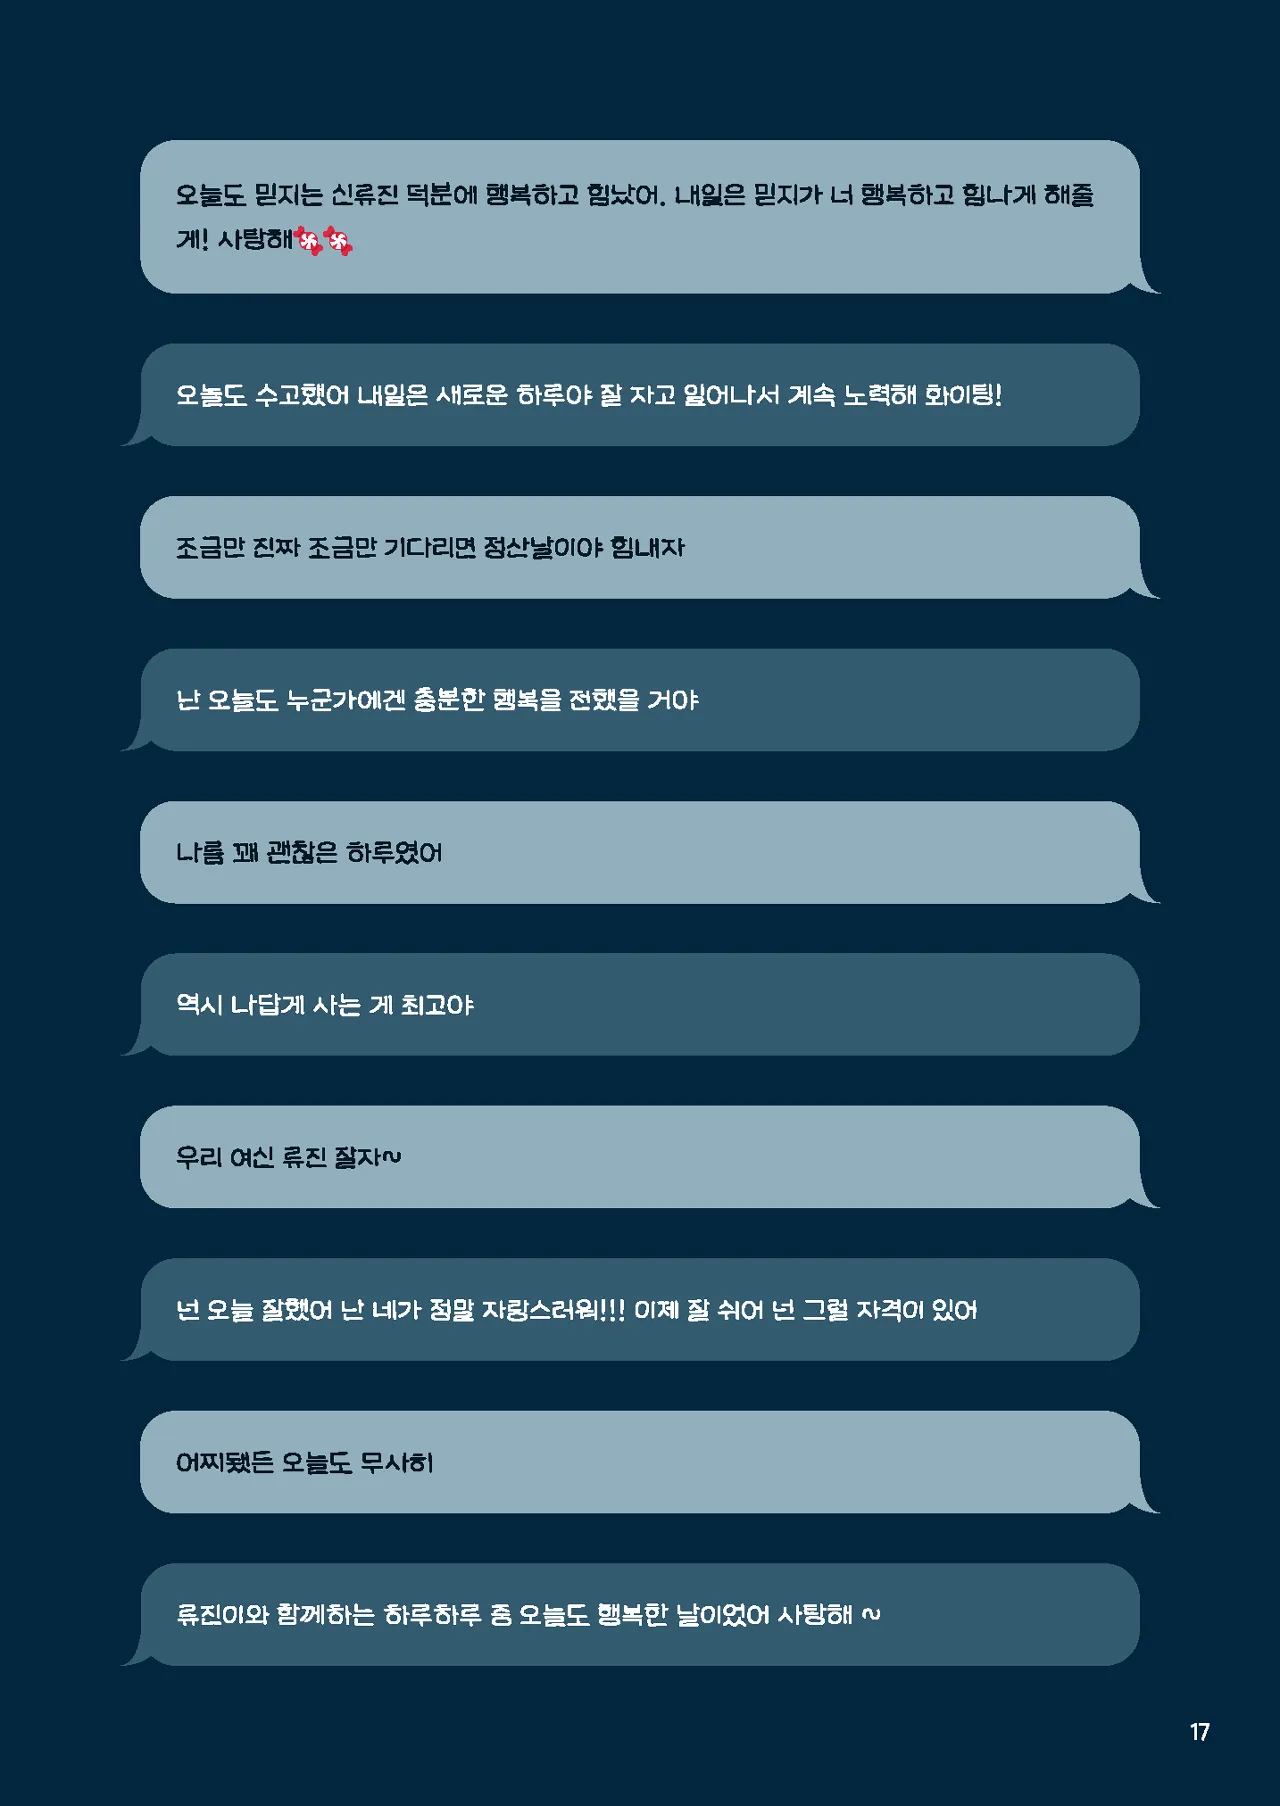 오늘도 믿지는 신류진 덕분에 행복하고 힘났어. 내일은 믿지가 너 행복하고 힘나게 해줄
게! 사탕해🍬🍬
오늘도 수고했어 내일은 새로운 하루야 잘 자고 일어나서 계속 노력해 화이팅!
조금만 진짜 조금만 기다리면 정산날이야 힘내자
난 오늘도 누군가에겐 충분한 행복을 전했을 거야
나름 꽤 괜찮은 하루였어
역시 나답게 사는 게 최고야
우리 여신 류진 잘자~
넌 오늘 잘했어 난 네가 정말 자랑스러워!!! 이제 잘 쉬어 넌 그럴 자격이 있어
어찌됐든 오늘도 무사히
류진이와 함께하는 하루하루 중 오늘도 행복한 날이었어 사탕해 ~
17